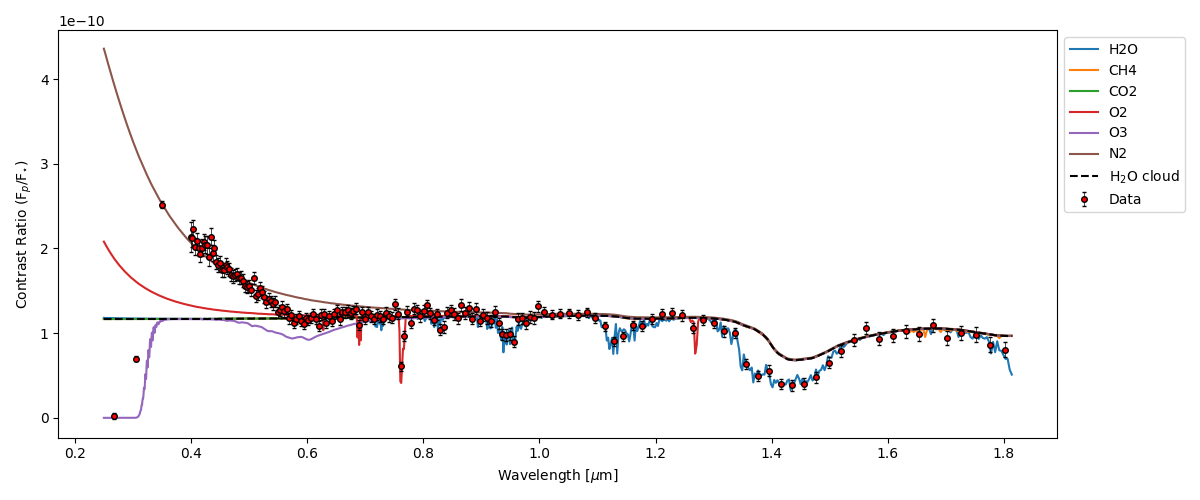 1e−10
4
3
2
1
0
Contrast Ratio (Fₚ/F⋆)
0.2 0.4 0.6 0.8 1.0 1.2 1.4 1.6 1.8
Wavelength [μm]
H2O
CH4
CO2
O2
O3
N2
H₂O cloud
Data